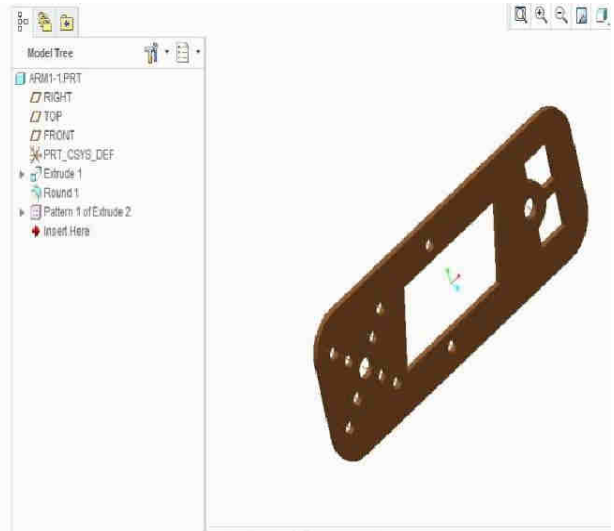 Model Tree
ARM1-1.PRT
RIGHT
TOP
FRONT
PRT_CSYS_DEF
Extrude 1
Round 1
Pattern 1 of Extrude 2
Insert Here